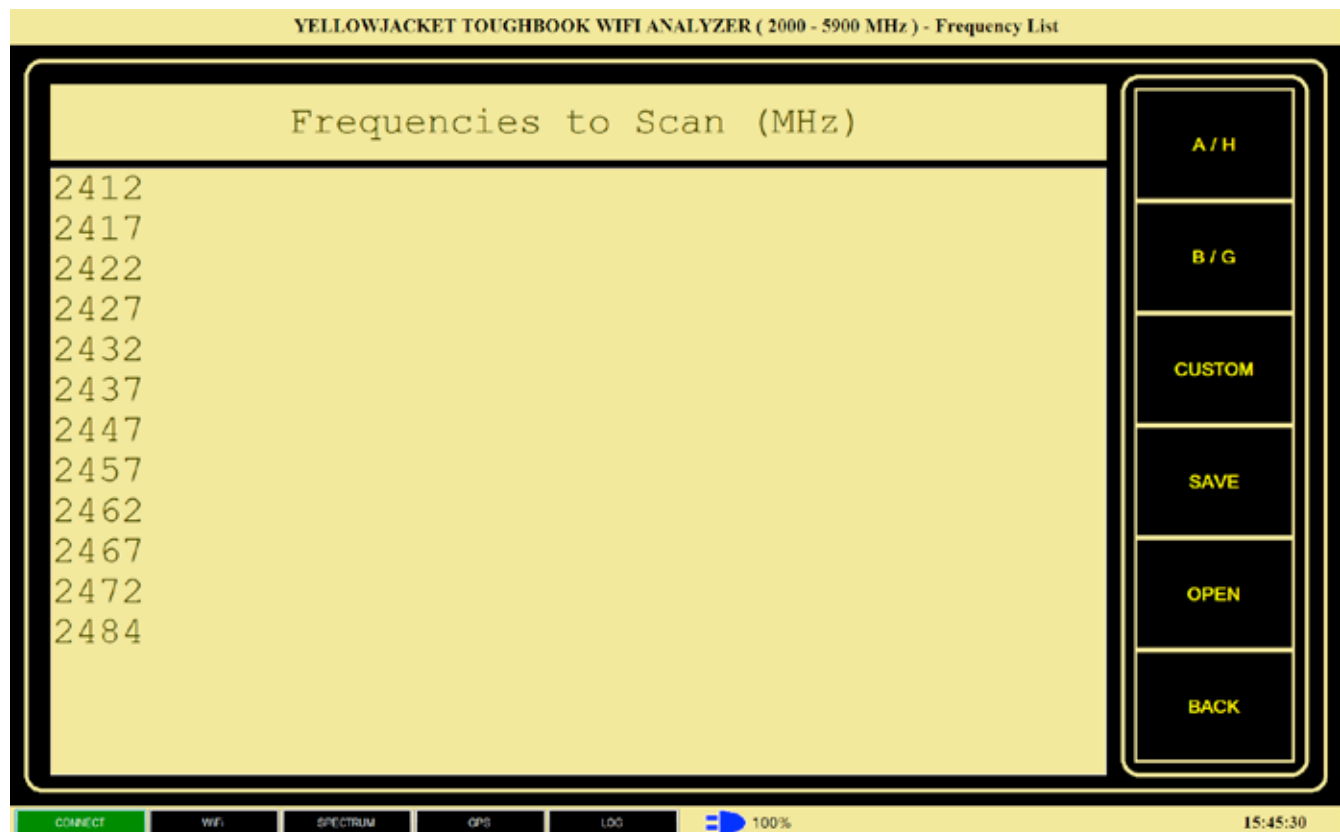 YELLOWJACKET TOUGHBOOK WIFI ANALYZER ( 2000 - 5900 MHz ) - Frequency List
Frequencies to Scan (MHz)
2412
2417
2422
2427
2432
2437
2447
2457
2462
2467
2472
2484
A / H
B / G
CUSTOM
SAVE
OPEN
BACK
CONNECT WiFi SPECTRUM GPS LOG 100% 15:45:30